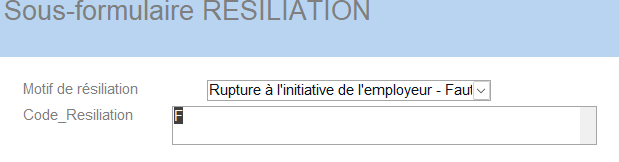 Sous-formulaire RESILIATION
Motif de résiliation Rupture à l'initiative de l'employeur - Faut
Code_Resiliation F